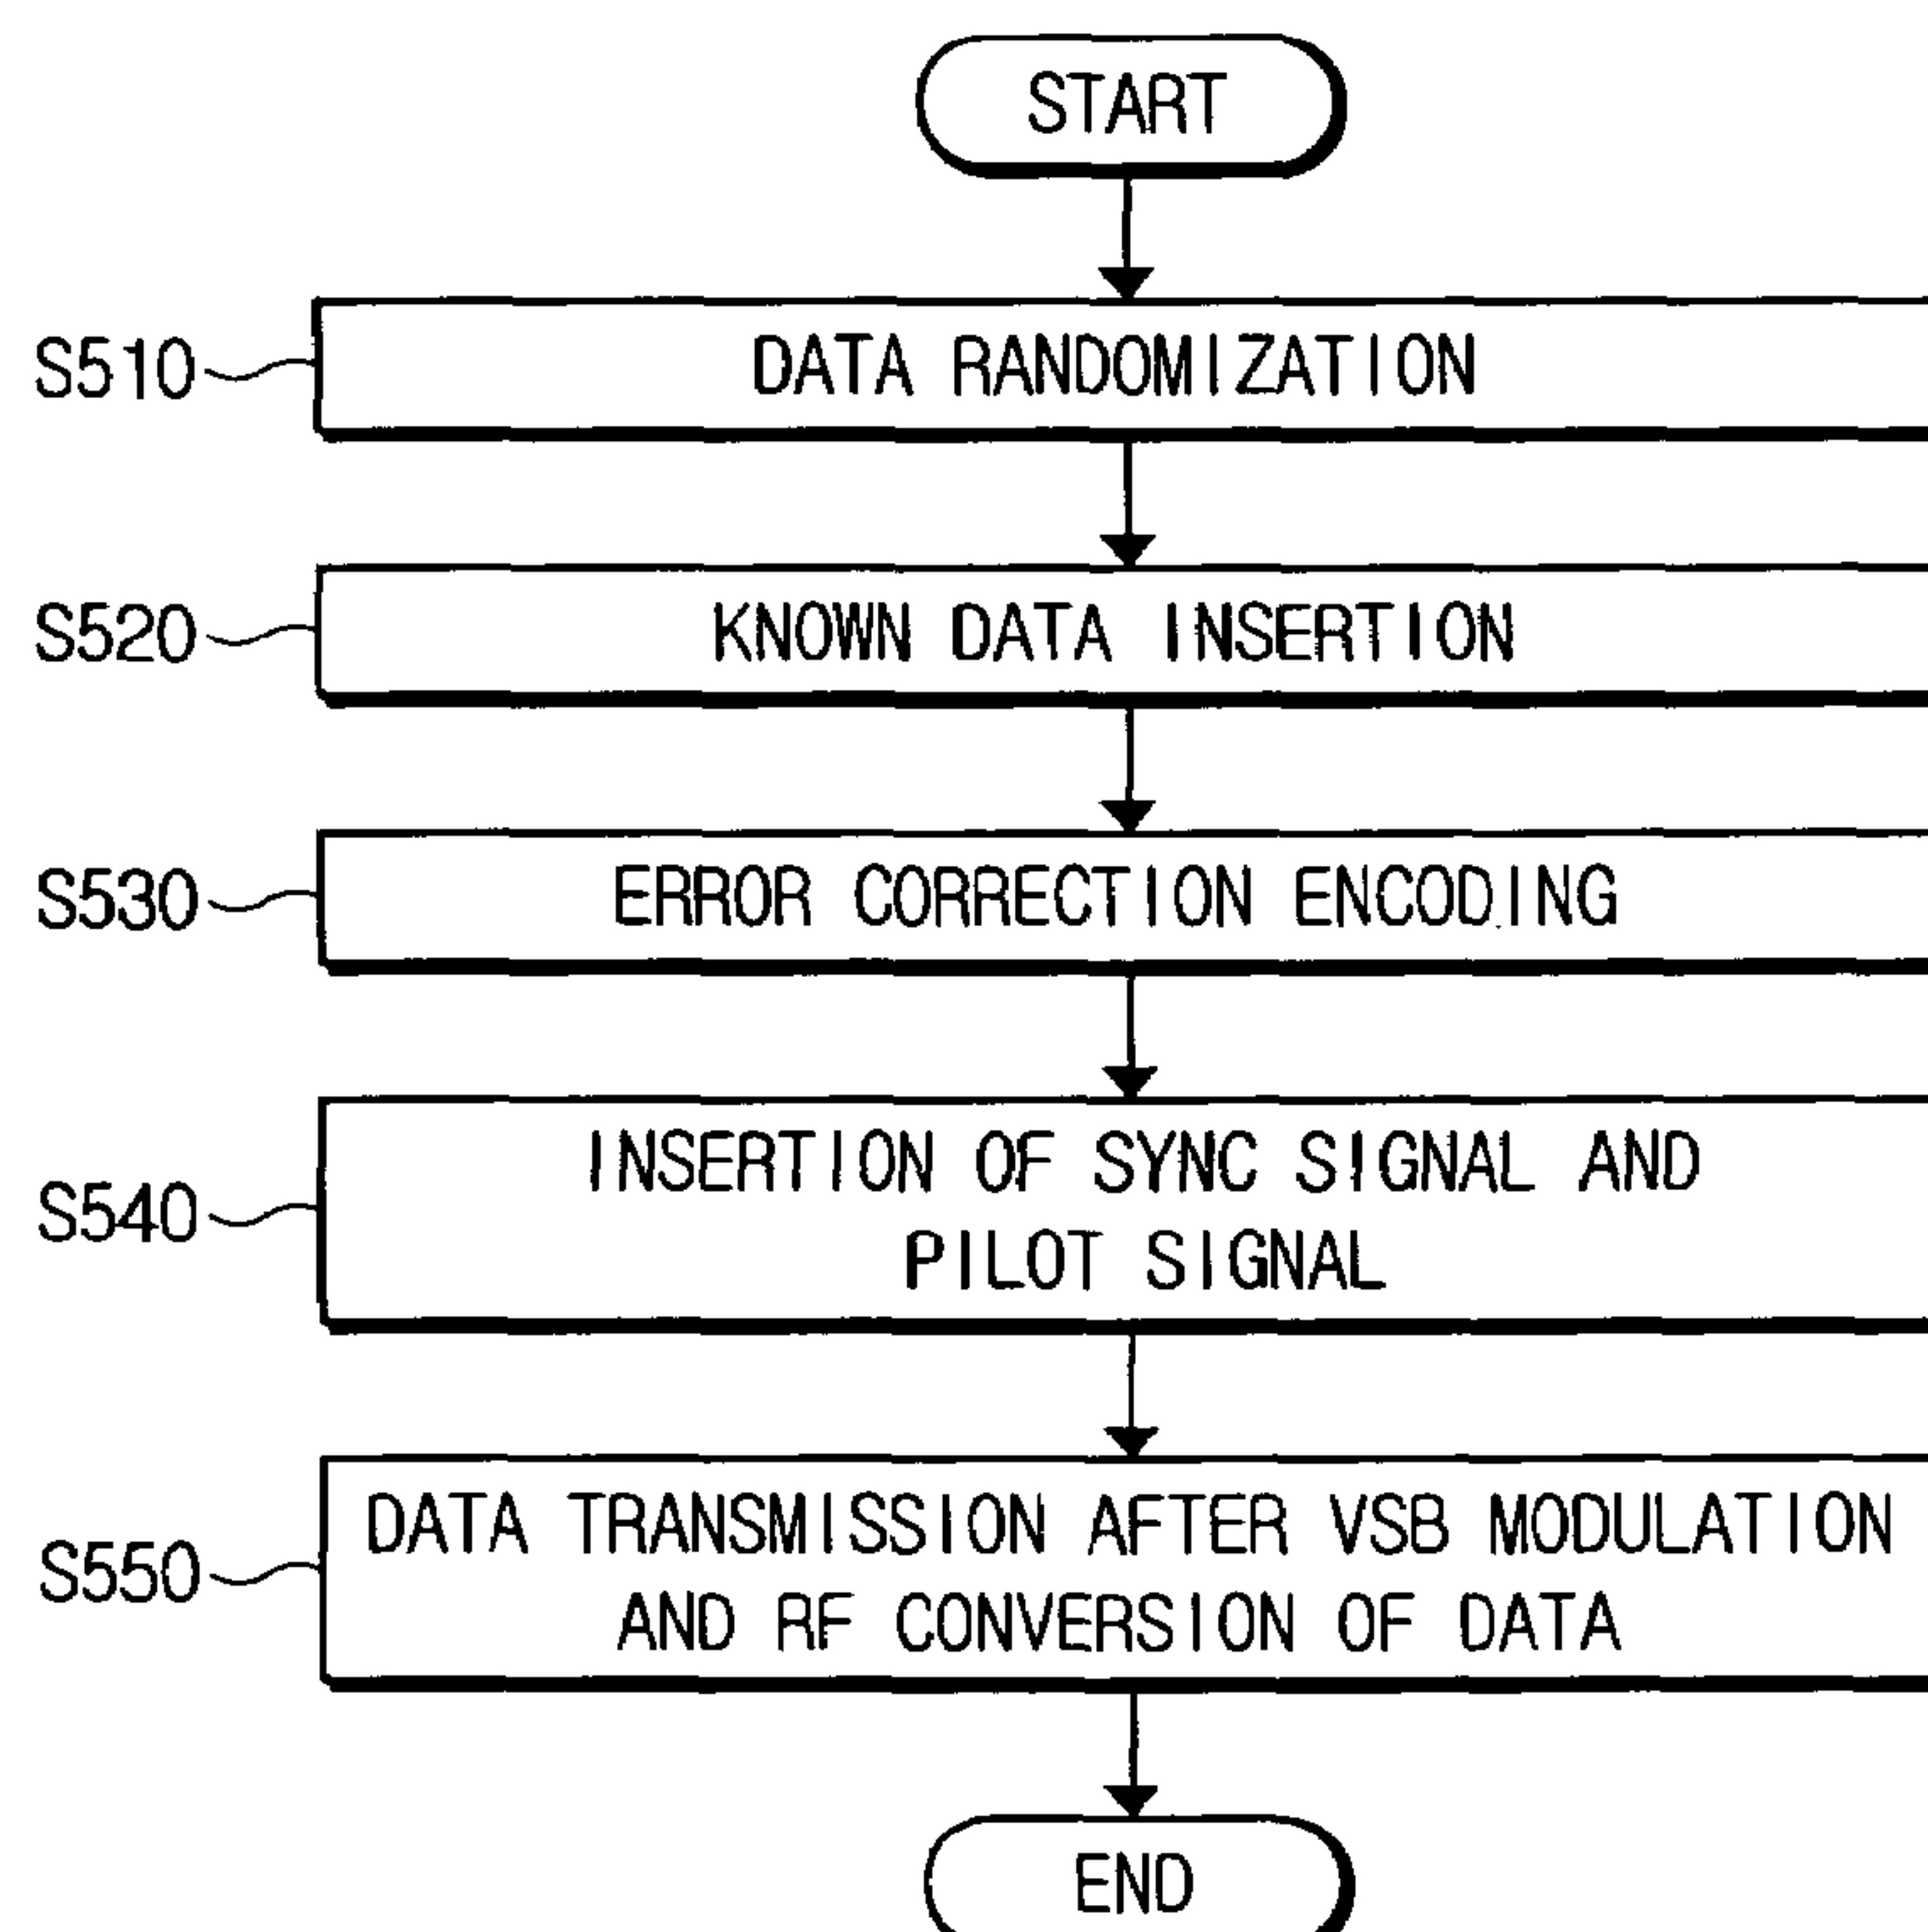 START
S510
DATA RANDOMIZATION
S520
KNOWN DATA INSERTION
S530
ERROR CORRECTION ENCODING
S540
INSERTION OF SYNC SIGNAL AND
PILOT SIGNAL
S550
DATA TRANSMISSION AFTER VSB MODULATION
AND RF CONVERSION OF DATA
END